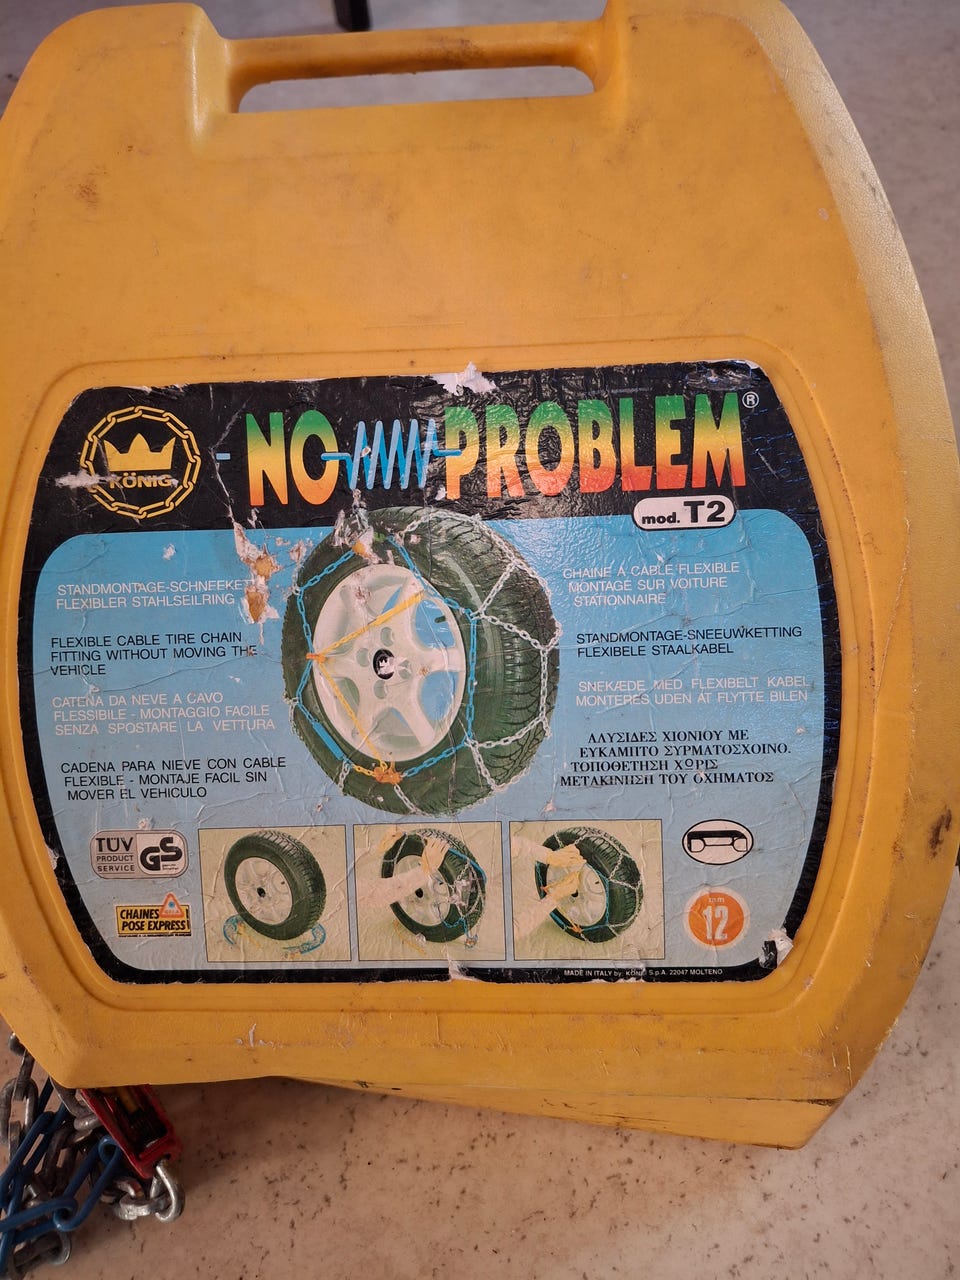 KÖNIG
NO PROBLEM®
mod. T2
STANDMONTAGE-SCHNEEKET
FLEXIBLER STAHLSEILRING
FLEXIBLE CABLE TIRE CHAIN
FITTING WITHOUT MOVING THE
VEHICLE
CATENA DA NEVE A CAVO
FLESSIBILE - MONTAGGIO FACILE
SENZA SPOSTARE LA VETTURA
CADENA PARA NIEVE CON CABLE
FLEXIBLE - MONTAJE FACIL SIN
MOVER EL VEHICULO
CHAINE A CABLE FLEXIBLE
MONTAGE SUR VOITURE
STATIONNAIRE
STANDMONTAGE-SNEEUWKETTING
FLEXIBELE STAALKABEL
SNEKÆDE MED FLEXIBELT KABEL
MONTERES UDEN AT FLYTTE BILEN
ΑΛΥΣΙΔΕΣ ΧΙΟΝΙΟΥ ΜΕ
ΕΥΚΑΜΠΤΟ ΣΥΡΜΑΤΟΣΧΟΙΝΟ.
ΤΟΠΟΘΕΤΗΣΗ ΧΩΡΙΣ
ΜΕΤΑΚΙΝΗΣΗ ΤΟΥ ΟΧΗΜΑΤΟΣ
TÜV
PRODUCT
SERVICE
GS
CHAINES
POSE EXPRESS
mm
12
MADE IN ITALY by: KÖNIG S.p.A. 22047 MOLTENO